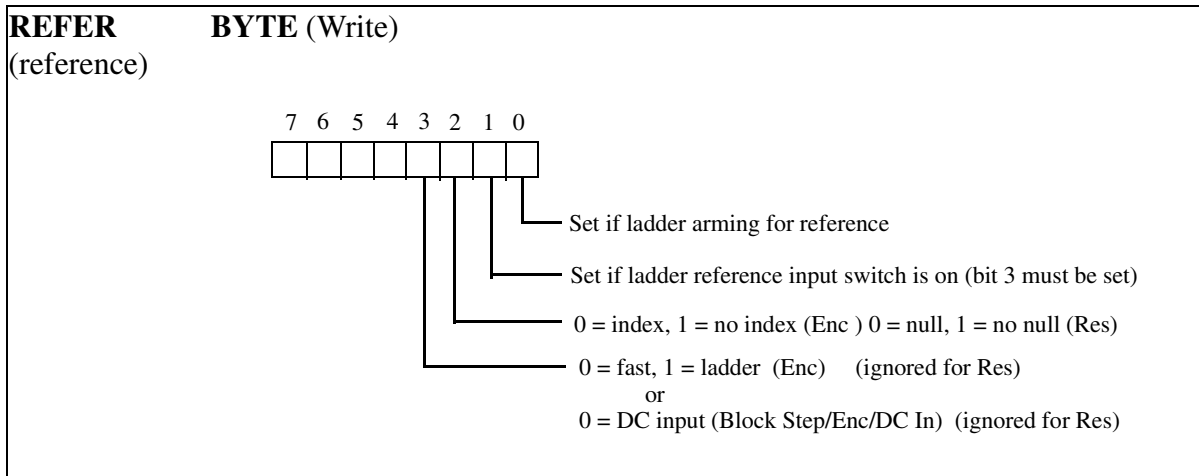 REFER BYTE (Write)
(reference)
7 6 5 4 3 2 1 0
Set if ladder arming for reference
Set if ladder reference input switch is on (bit 3 must be set)
0 = index, 1 = no index (Enc ) 0 = null, 1 = no null (Res)
0 = fast, 1 = ladder (Enc) (ignored for Res)
or
0 = DC input (Block Step/Enc/DC In) (ignored for Res)